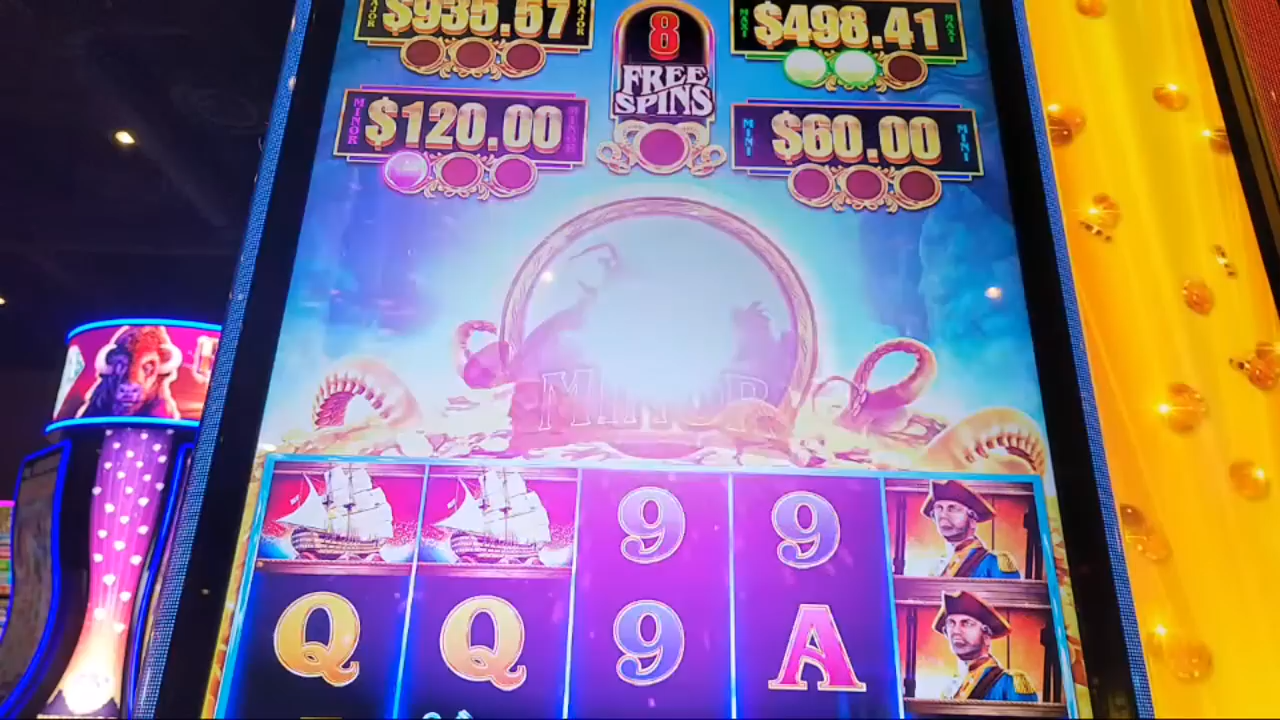 MAJOR $935.57 MAJOR
8
FREE
SPINS
MAXI $498.41 MAXI
MINOR $120.00 MINOR
MINI $60.00 MINI
MINOR
9 9
Q Q 9 A